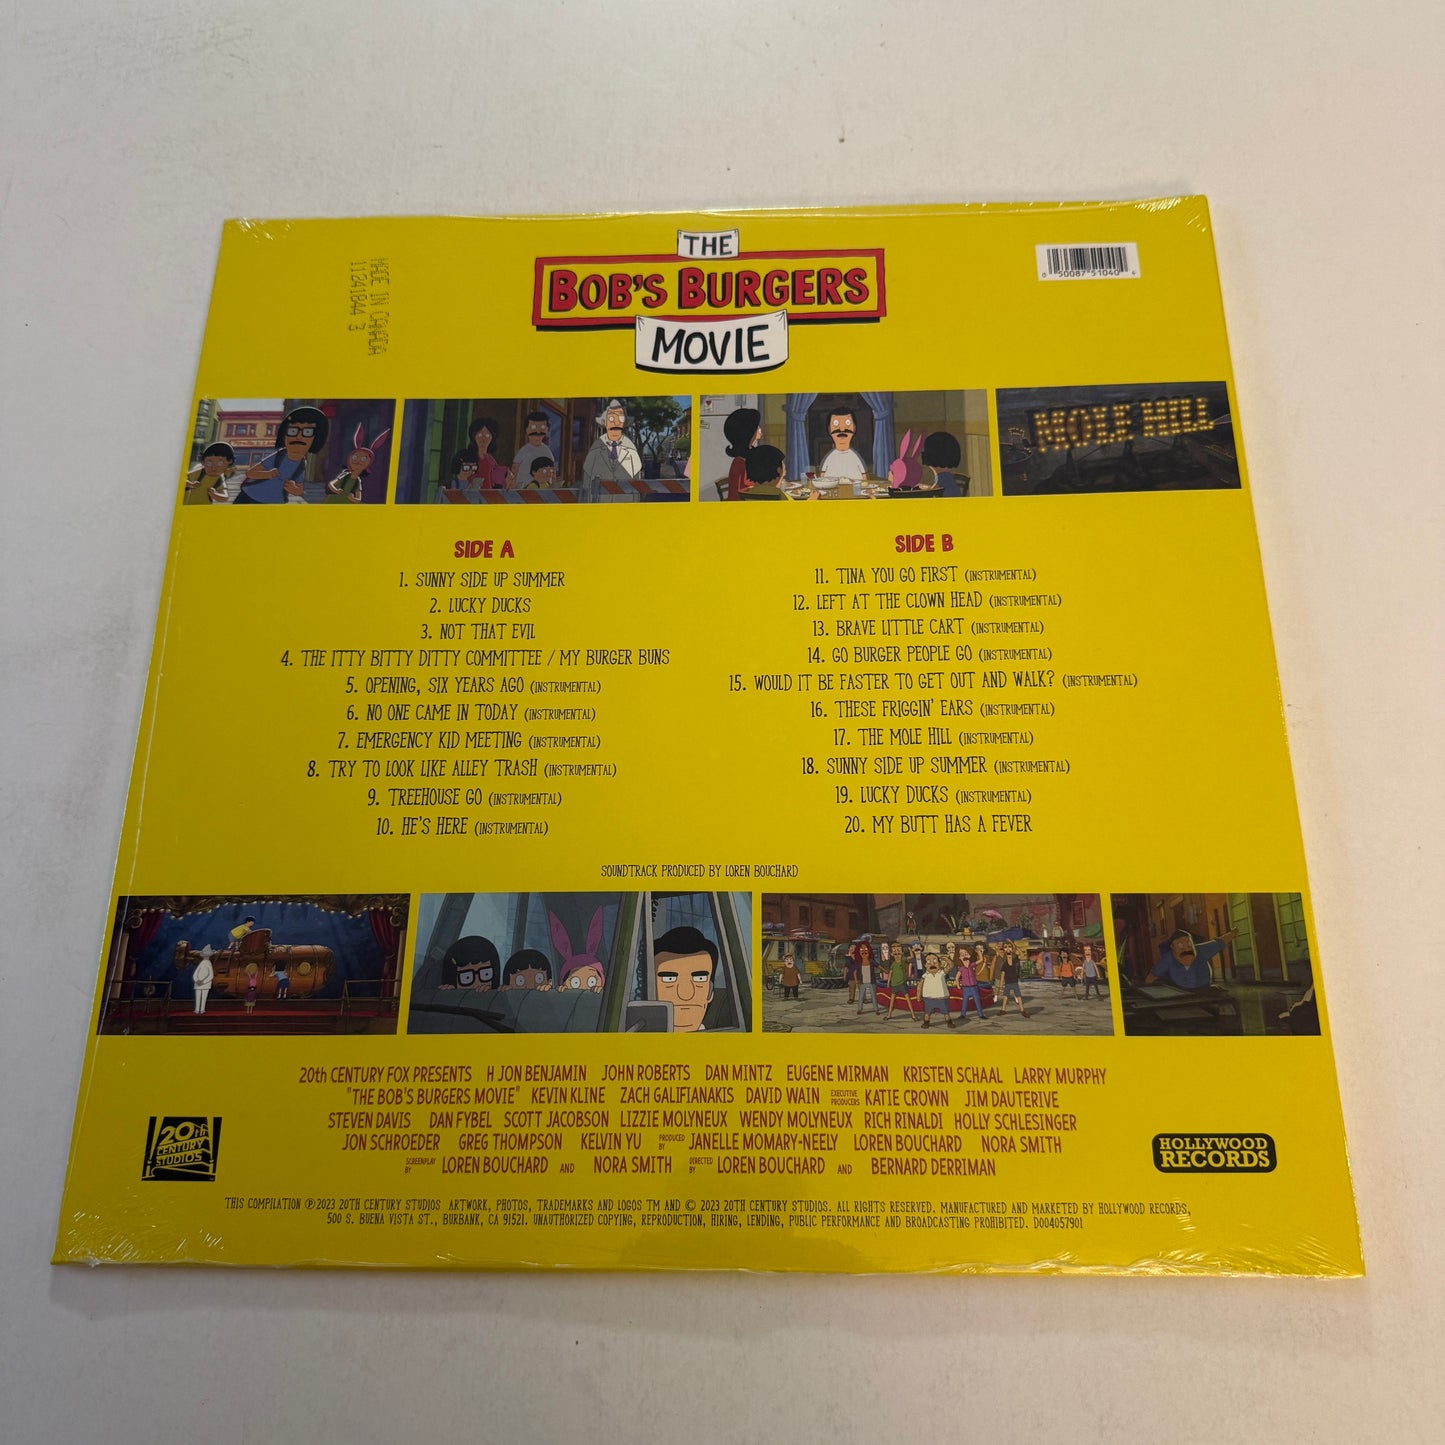 THE
BOB'S BURGERS
MOVIE
0 50087 51040 6
MADE IN CANADA
11241844 3
MOLE HILL
SIDE A
1. SUNNY SIDE UP SUMMER
2. LUCKY DUCKS
3. NOT THAT EVIL
4. THE ITTY BITTY DITTY COMMITTEE / MY BURGER BUNS
5. OPENING, SIX YEARS AGO (INSTRUMENTAL)
6. NO ONE CAME IN TODAY (INSTRUMENTAL)
7. EMERGENCY KID MEETING (INSTRUMENTAL)
8. TRY TO LOOK LIKE ALLEY TRASH (INSTRUMENTAL)
9. TREEHOUSE GO (INSTRUMENTAL)
10. HE'S HERE (INSTRUMENTAL)
SIDE B
11. TINA YOU GO FIRST (INSTRUMENTAL)
12. LEFT AT THE CLOWN HEAD (INSTRUMENTAL)
13. BRAVE LITTLE CART (INSTRUMENTAL)
14. GO BURGER PEOPLE GO (INSTRUMENTAL)
15. WOULD IT BE FASTER TO GET OUT AND WALK? (INSTRUMENTAL)
16. THESE FRIGGIN' EARS (INSTRUMENTAL)
17. THE MOLE HILL (INSTRUMENTAL)
18. SUNNY SIDE UP SUMMER (INSTRUMENTAL)
19. LUCKY DUCKS (INSTRUMENTAL)
20. MY BUTT HAS A FEVER
SOUNDTRACK PRODUCED BY LOREN BOUCHARD
20th CENTURY FOX PRESENTS H JON BENJAMIN JOHN ROBERTS DAN MINTZ EUGENE MIRMAN KRISTEN SCHAAL LARRY MURPHY
"THE BOB'S BURGERS MOVIE" KEVIN KLINE ZACH GALIFIANAKIS DAVID WAIN EXECUTIVE PRODUCERS KATIE CROWN JIM DAUTERIVE
STEVEN DAVIS DAN FYBEL SCOTT JACOBSON LIZZIE MOLYNEUX WENDY MOLYNEUX RICH RINALDI HOLLY SCHLESINGER
JON SCHROEDER GREG THOMPSON KELVIN YU PRODUCED BY JANELLE MOMARY-NEELY LOREN BOUCHARD NORA SMITH
SCREENPLAY BY LOREN BOUCHARD AND NORA SMITH DIRECTED BY LOREN BOUCHARD AND BERNARD DERRIMAN
20TH
CENTURY
STUDIOS
HOLLYWOOD
RECORDS
THIS COMPILATION ℗ 2023 20TH CENTURY STUDIOS ARTWORK, PHOTOS, TRADEMARKS AND LOGOS TM AND © 2023 20TH CENTURY STUDIOS. ALL RIGHTS RESERVED. MANUFACTURED AND MARKETED BY HOLLYWOOD RECORDS,
500 S. BUENA VISTA ST., BURBANK, CA 91521. UNAUTHORIZED COPYING, REPRODUCTION, HIRING, LENDING, PUBLIC PERFORMANCE AND BROADCASTING PROHIBITED. D004057901